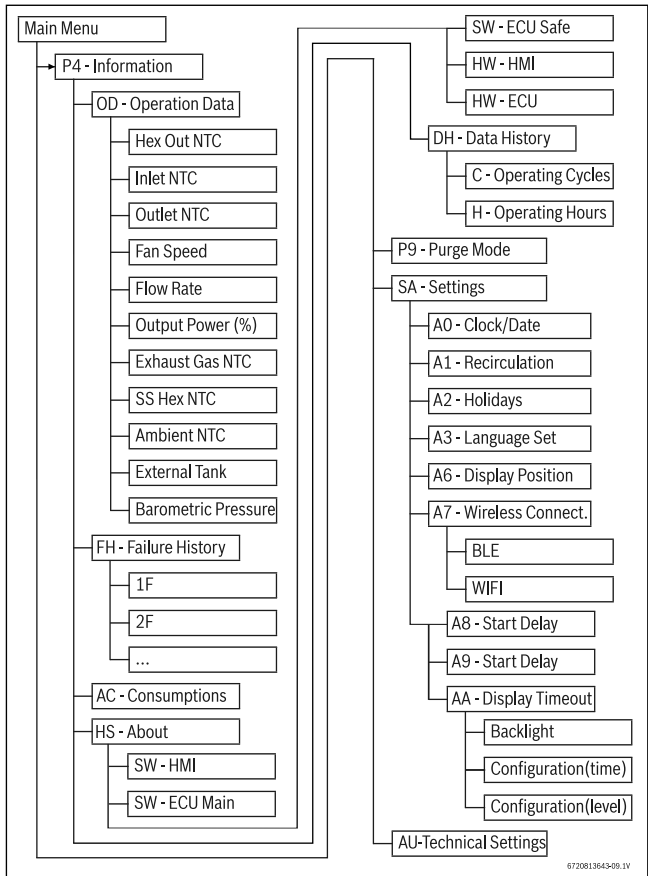 Main Menu
P4 - Information
OD - Operation Data
Hex Out NTC
Inlet NTC
Outlet NTC
Fan Speed
Flow Rate
Output Power (%)
Exhaust Gas NTC
SS Hex NTC
Ambient NTC
External Tank
Barometric Pressure
FH - Failure History
1F
2F
...
AC - Consumptions
HS - About
SW - HMI
SW - ECU Main
SW - ECU Safe
HW - HMI
HW - ECU
DH - Data History
C - Operating Cycles
H - Operating Hours
P9 - Purge Mode
SA - Settings
A0 - Clock/Date
A1 - Recirculation
A2 - Holidays
A3 - Language Set
A6 - Display Position
A7 - Wireless Connect.
BLE
WIFI
A8 - Start Delay
A9 - Start Delay
AA - Display Timeout
Backlight
Configuration(time)
Configuration(level)
AU-Technical Settings
6720813643-09.1V